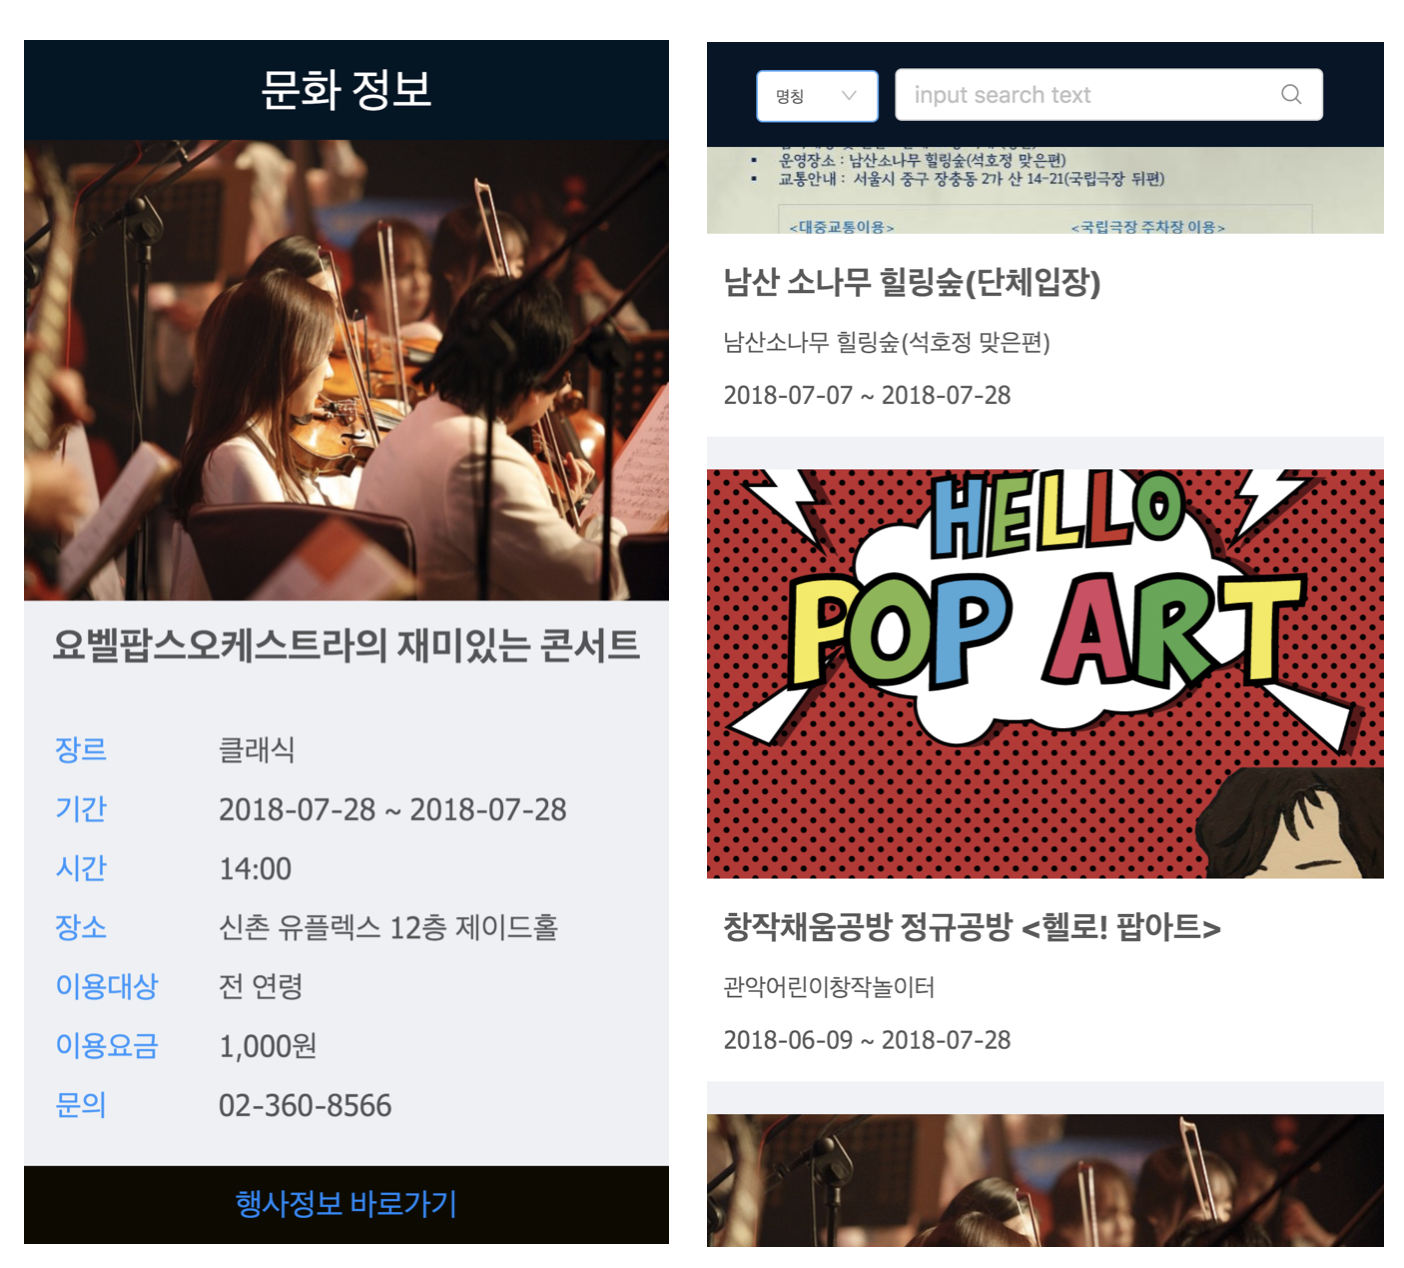 문화 정보
요벨팝스오케스트라의 재미있는 콘서트
장르 클래식
기간 2018-07-28 ~ 2018-07-28
시간 14:00
장소 신촌 유플렉스 12층 제이드홀
이용대상 전 연령
이용요금 1,000원
문의 02-360-8566
행사정보 바로가기
명칭 input search text
▪ 운영장소 : 남산소나무 힐링숲(석호정 맞은편)
▪ 교통안내 : 서울시 중구 장충동 2가 산 14-21(국립극장 뒤편)
<대중교통이용> <국립극장 주차장 이용>
남산 소나무 힐링숲(단체입장)
남산소나무 힐링숲(석호정 맞은편)
2018-07-07 ~ 2018-07-28
HELLO
POP ART
창작채움공방 정규공방 <헬로! 팝아트>
관악어린이창작놀이터
2018-06-09 ~ 2018-07-28